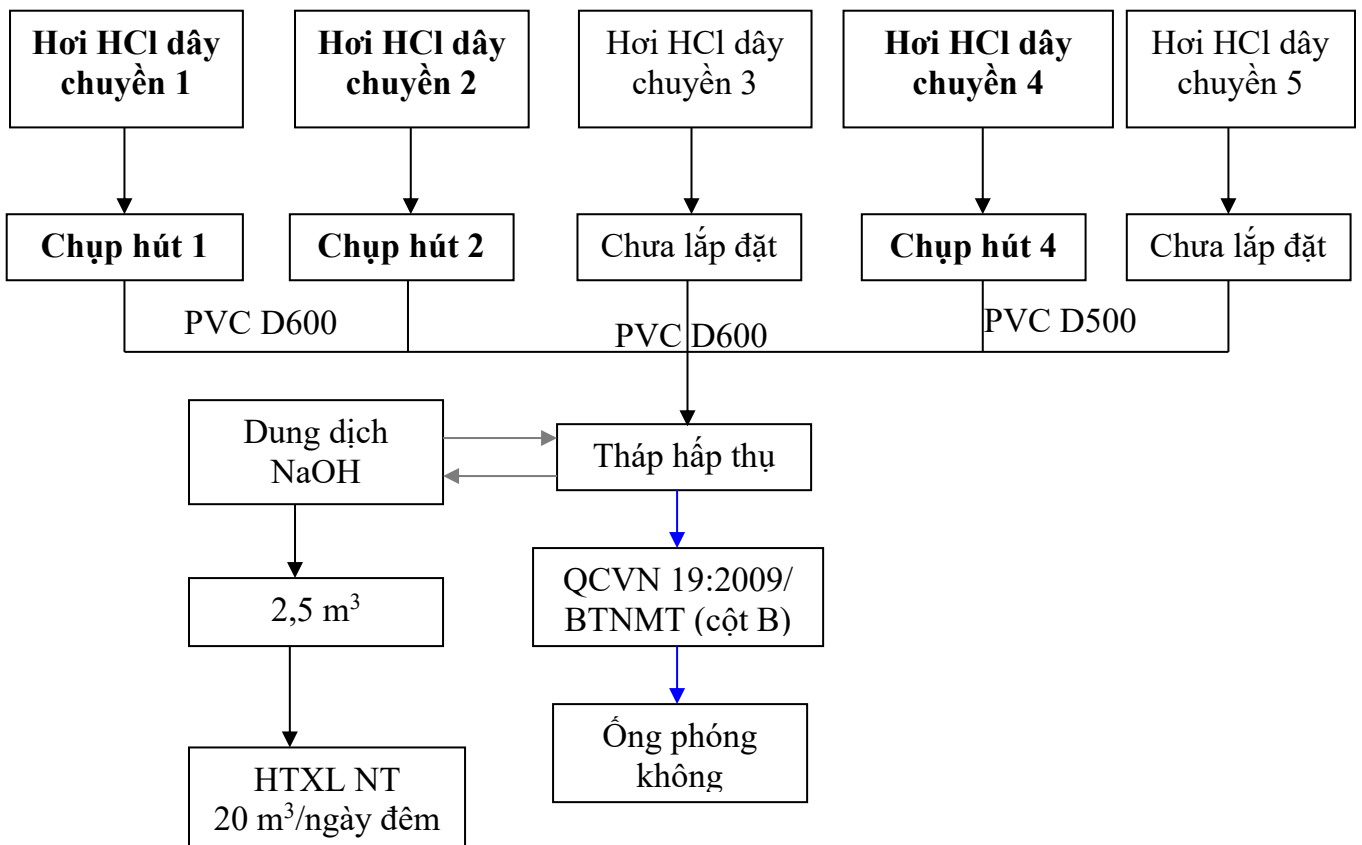 Hơi HCl dây
chuyền 1
Hơi HCl dây
chuyền 2
Hơi HCl dây
chuyền 3
Hơi HCl dây
chuyền 4
Hơi HCl dây
chuyền 5
Chụp hút 1
Chụp hút 2
Chưa lắp đặt
Chụp hút 4
Chưa lắp đặt
PVC D600
PVC D600
PVC D500
Dung dịch
NaOH
Tháp hấp thụ
2,5 m³
QCVN 19:2009/
BTNMT (cột B)
HTXL NT
20 m³/ngày đêm
Ống phóng
không